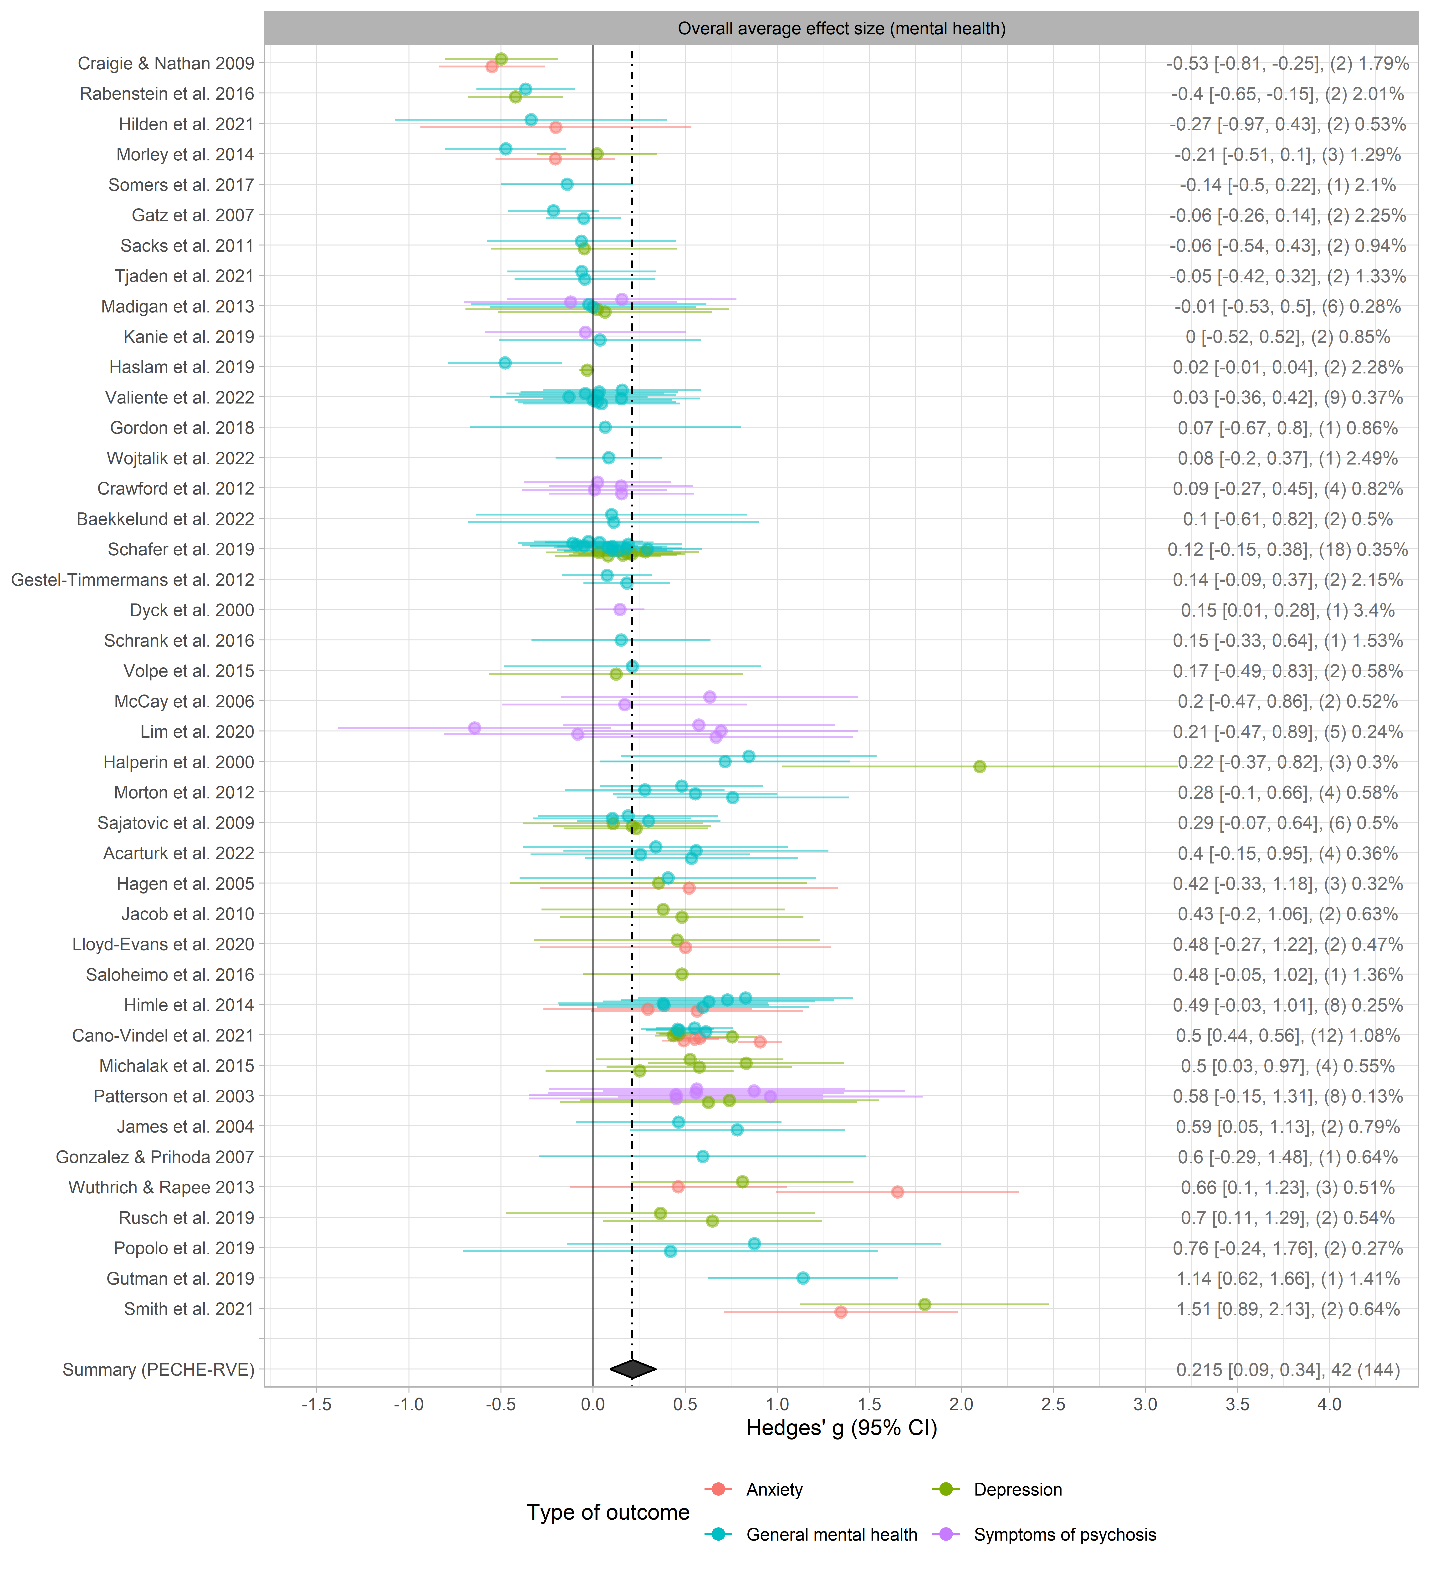 Overall average effect size (mental health)
Craigie & Nathan 2009 -0.53 [-0.81, -0.25], (2) 1.79%
Rabenstein et al. 2016 -0.4 [-0.65, -0.15], (2) 2.01%
Hilden et al. 2021 -0.27 [-0.97, 0.43], (2) 0.53%
Morley et al. 2014 -0.21 [-0.51, 0.1], (3) 1.29%
Somers et al. 2017 -0.14 [-0.5, 0.22], (1) 2.1%
Gatz et al. 2007 -0.06 [-0.26, 0.14], (2) 2.25%
Sacks et al. 2011 -0.06 [-0.54, 0.43], (2) 0.94%
Tjaden et al. 2021 -0.05 [-0.42, 0.32], (2) 1.33%
Madigan et al. 2013 -0.01 [-0.53, 0.5], (6) 0.28%
Kanie et al. 2019 0 [-0.52, 0.52], (2) 0.85%
Haslam et al. 2019 0.02 [-0.01, 0.04], (2) 2.28%
Valiente et al. 2022 0.03 [-0.36, 0.42], (9) 0.37%
Gordon et al. 2018 0.07 [-0.67, 0.8], (1) 0.86%
Wojtalik et al. 2022 0.08 [-0.2, 0.37], (1) 2.49%
Crawford et al. 2012 0.09 [-0.27, 0.45], (4) 0.82%
Baekkelund et al. 2022 0.1 [-0.61, 0.82], (2) 0.5%
Schafer et al. 2019 0.12 [-0.15, 0.38], (18) 0.35%
Gestel-Timmermans et al. 2012 0.14 [-0.09, 0.37], (2) 2.15%
Dyck et al. 2000 0.15 [0.01, 0.28], (1) 3.4%
Schrank et al. 2016 0.15 [-0.33, 0.64], (1) 1.53%
Volpe et al. 2015 0.17 [-0.49, 0.83], (2) 0.58%
McCay et al. 2006 0.2 [-0.47, 0.86], (2) 0.52%
Lim et al. 2020 0.21 [-0.47, 0.89], (5) 0.24%
Halperin et al. 2000 0.22 [-0.37, 0.82], (3) 0.3%
Morton et al. 2012 0.28 [-0.1, 0.66], (4) 0.58%
Sajatovic et al. 2009 0.29 [-0.07, 0.64], (6) 0.5%
Acarturk et al. 2022 0.4 [-0.15, 0.95], (4) 0.36%
Hagen et al. 2005 0.42 [-0.33, 1.18], (3) 0.32%
Jacob et al. 2010 0.43 [-0.2, 1.06], (2) 0.63%
Lloyd-Evans et al. 2020 0.48 [-0.27, 1.22], (2) 0.47%
Saloheimo et al. 2016 0.48 [-0.05, 1.02], (1) 1.36%
Himle et al. 2014 0.49 [-0.03, 1.01], (8) 0.25%
Cano-Vindel et al. 2021 0.5 [0.44, 0.56], (12) 1.08%
Michalak et al. 2015 0.5 [0.03, 0.97], (4) 0.55%
Patterson et al. 2003 0.58 [-0.15, 1.31], (8) 0.13%
James et al. 2004 0.59 [0.05, 1.13], (2) 0.79%
Gonzalez & Prihoda 2007 0.6 [-0.29, 1.48], (1) 0.64%
Wuthrich & Rapee 2013 0.66 [0.1, 1.23], (3) 0.51%
Rusch et al. 2019 0.7 [0.11, 1.29], (2) 0.54%
Popolo et al. 2019 0.76 [-0.24, 1.76], (2) 0.27%
Gutman et al. 2019 1.14 [0.62, 1.66], (1) 1.41%
Smith et al. 2021 1.51 [0.89, 2.13], (2) 0.64%
Summary (PECHE-RVE) 0.215 [0.09, 0.34], 42 (144)
-1.5 -1.0 -0.5 0.0 0.5 1.0 1.5 2.0 2.5 3.0 3.5 4.0
Hedges' g (95% CI)
Type of outcome
Anxiety Depression
General mental health Symptoms of psychosis